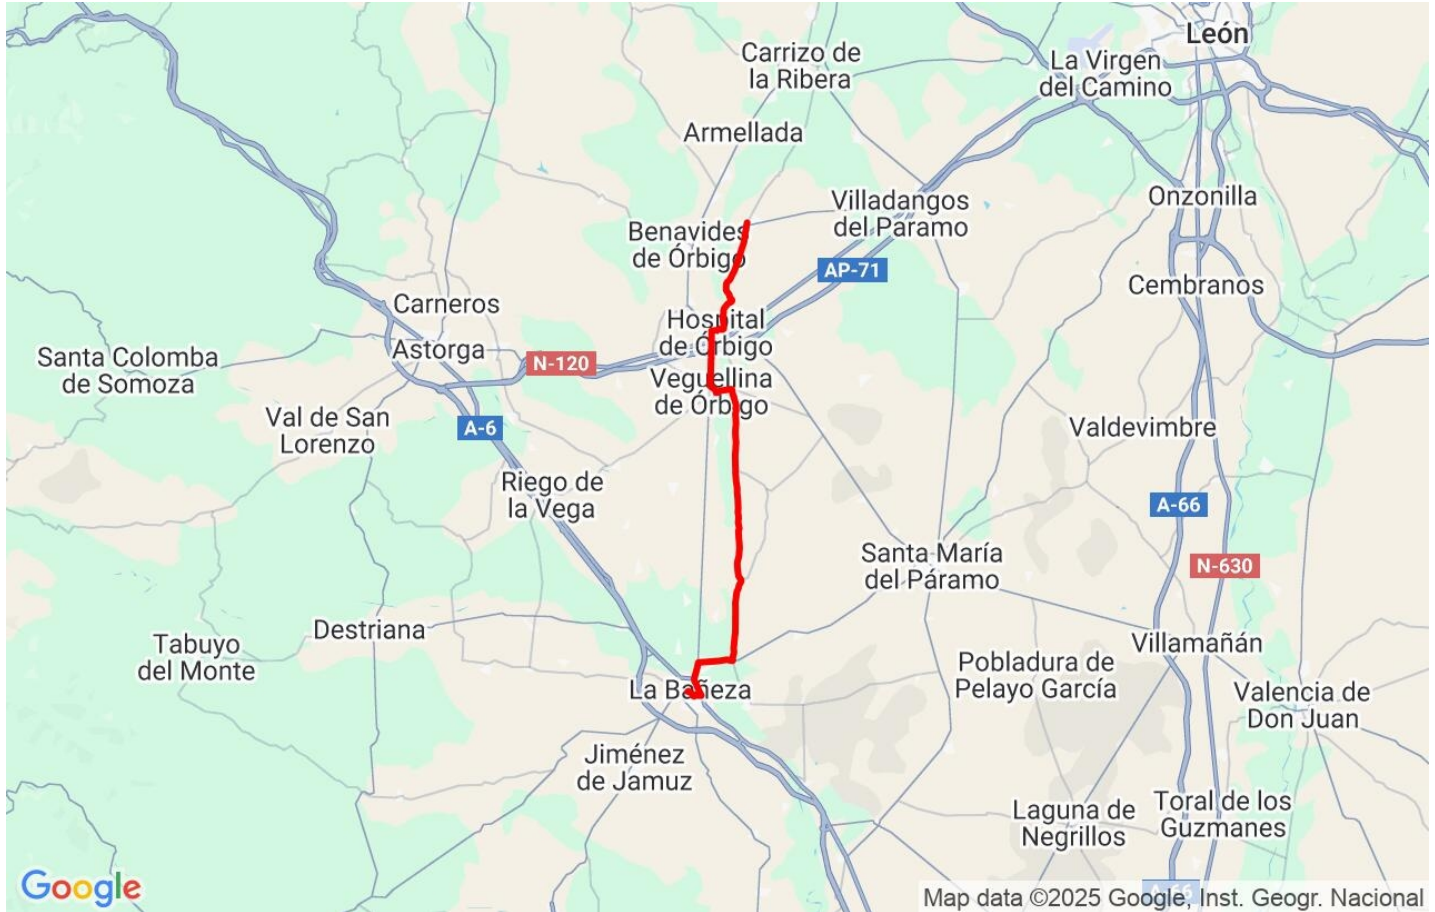 León
Carrizo de
la Ribera
La Virgen
del Camino
Armellada
Villadangos
del Paramo
Onzonilla
Benavides
de Órbigo
AP-71
Cembranos
Carneros
Hospital
de Órbigo
Astorga
N-120
Santa Colomba
de Somoza
Veguellina
de Órbigo
Val de San
Lorenzo
A-6
Valdevimbre
Riego de
la Vega
A-66
Santa María
del Páramo
N-630
Destriana
Tabuyo
del Monte
Villamañán
Pobladura de
Pelayo García
La Bañeza
Valencia de
Don Juan
Jiménez
de Jamuz
Laguna de
Negrillos
Toral de los
Guzmanes
A-66
Google
Map data ©2025 Google, Inst. Geogr. Nacional